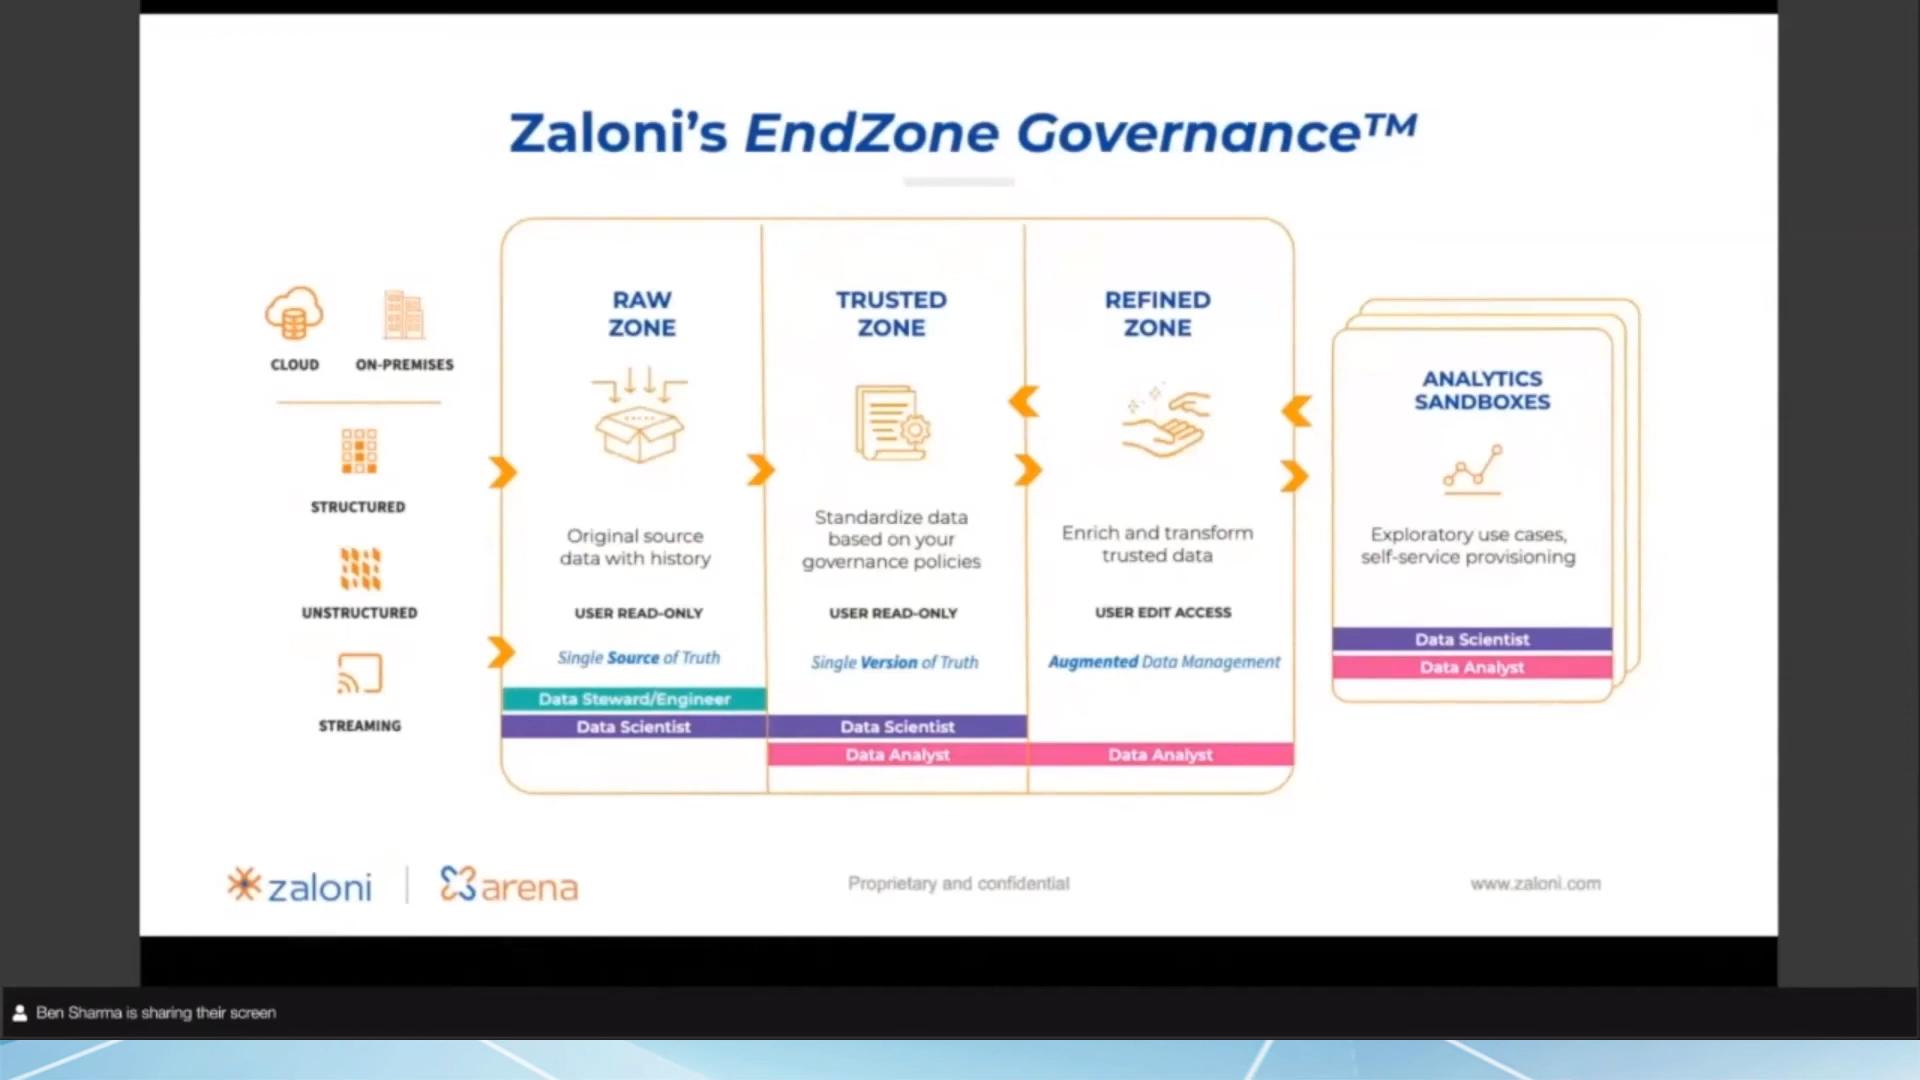 Zaloni's EndZone Governance™
CLOUD
ON-PREMISES
STRUCTURED
UNSTRUCTURED
STREAMING
RAW
ZONE
Original source
data with history
USER READ-ONLY
Single Source of Truth
Data Steward/Engineer
Data Scientist
TRUSTED
ZONE
Standardize data
based on your
governance policies
USER READ-ONLY
Single Version of Truth
Data Scientist
Data Analyst
REFINED
ZONE
Enrich and transform
trusted data
USER EDIT ACCESS
Augmented Data Management
Data Analyst
ANALYTICS
SANDBOXES
Exploratory use cases,
self-service provisioning
Data Scientist
Data Analyst
zaloni
arena
Proprietary and confidential
www.zaloni.com
Ben Sharma is sharing their screen